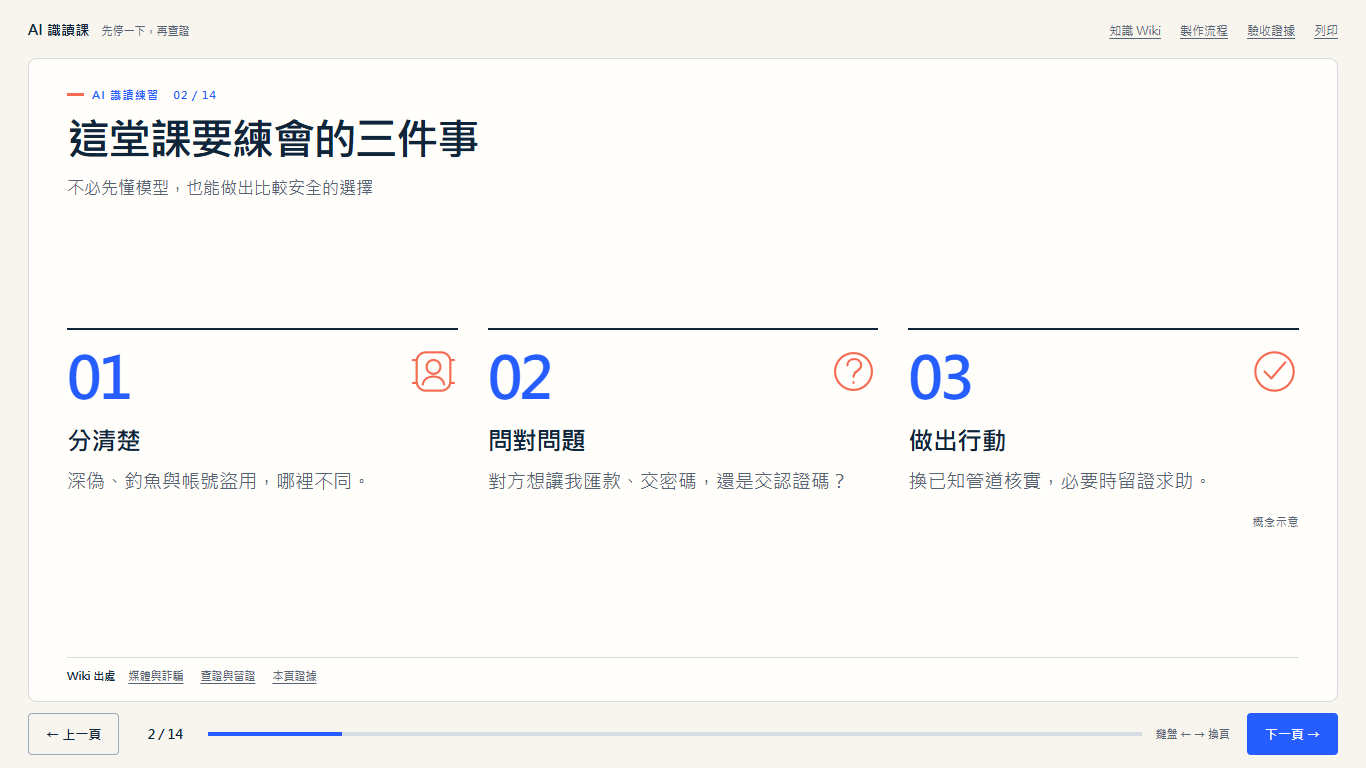 AI 識讀課 先停一下，再查證
知識 Wiki 製作流程 驗收證據 列印
AI 識讀練習 02 / 14
這堂課要練會的三件事
不必先懂模型，也能做出比較安全的選擇
01
分清楚
深偽、釣魚與帳號盜用，哪裡不同。
02
問對問題
對方想讓我匯款、交密碼，還是交認證碼？
03
做出行動
換已知管道核實，必要時留證求助。
概念示意
Wiki 出處 媒體與詐騙 查證與留證 本頁證據
← 上一頁 2 / 14 鍵盤 ← → 換頁 下一頁 →